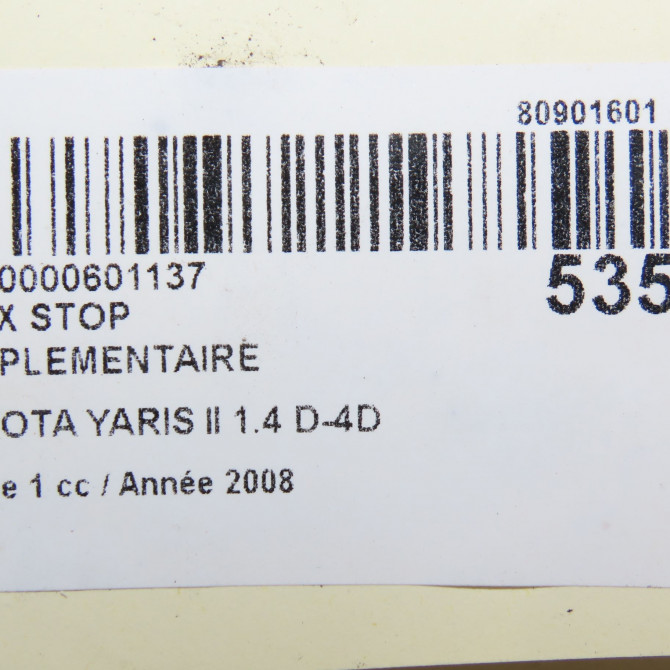 80901601
0000601137
535
X STOP
PLEMENTAIRE
OTA YARIS II 1.4 D-4D
e 1 cc / Année 2008